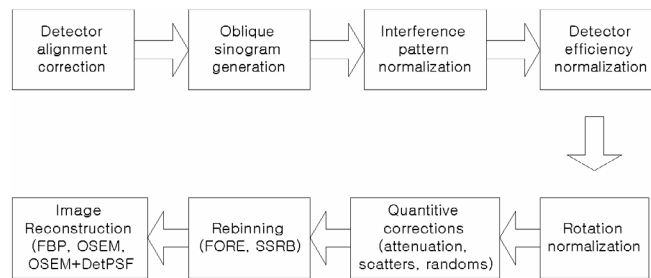 Detector
alignment
correction
Oblique
sinogram
generation
Interference
pattern
normalization
Detector
efficiency
normalization
Rotation
normalization
Quantitive
corrections
(attenuation,
scatters, randoms)
Rebinning
(FORE, SSRB)
Image
Reconstruction
(FBP, OSEM,
OSEM+DetPSF